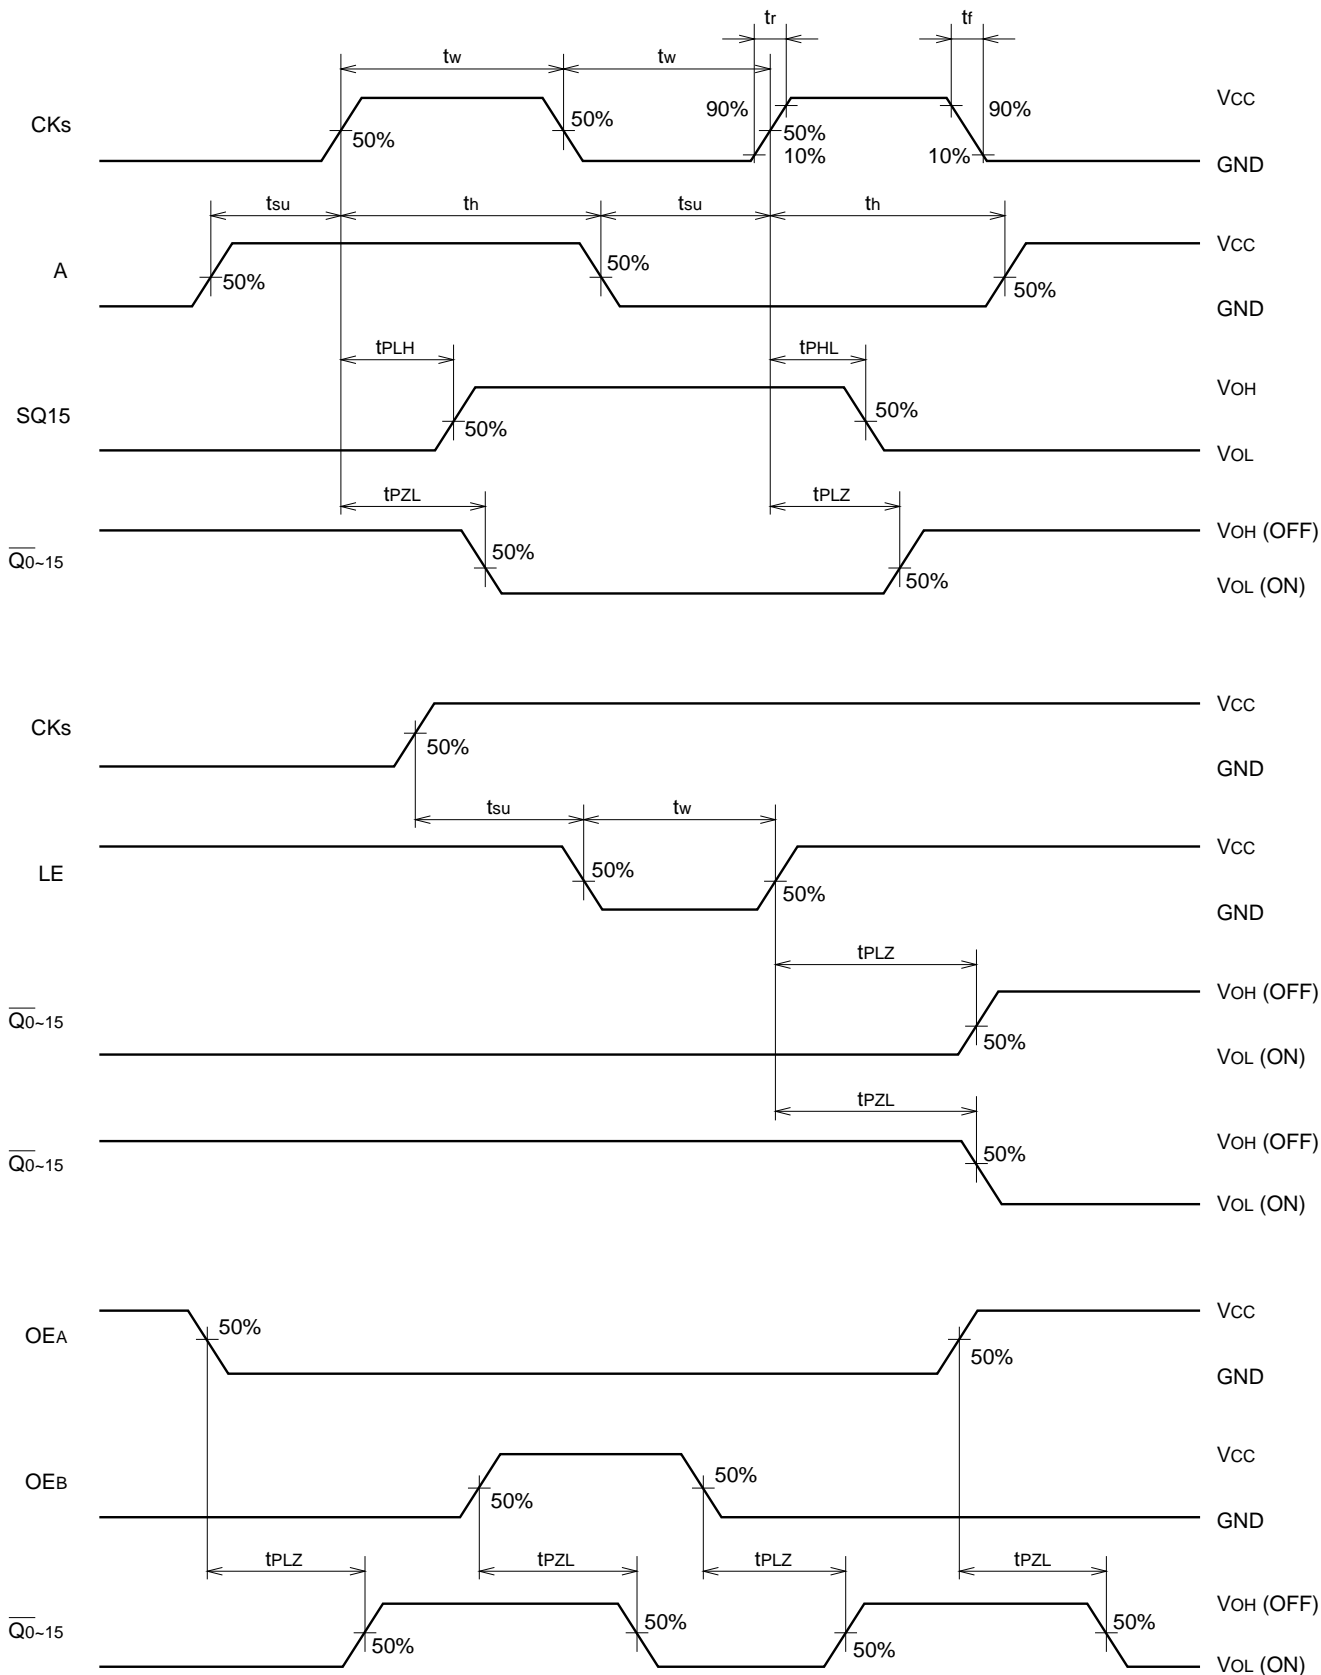 tr tf
tw tw
CKs 50% 50% 90% 50% 10% 90% 10% VCC
GND
tsu th tsu th
A 50% 50% 50% VCC
GND
tPLH tPHL
SQ15 50% 50% VOH
VOL
tPZL tPLZ
Q0~15 50% 50% VOH (OFF)
VOL (ON)
CKs 50% VCC
GND
tsu tw
LE 50% 50% VCC
GND
tPLZ
Q0~15 50% VOH (OFF)
VOL (ON)
tPZL
Q0~15 50% VOH (OFF)
VOL (ON)
OEA 50% 50% VCC
GND
OEB 50% 50% VCC
GND
tPLZ tPZL tPLZ tPZL
Q0~15 50% 50% 50% 50% VOH (OFF)
VOL (ON)